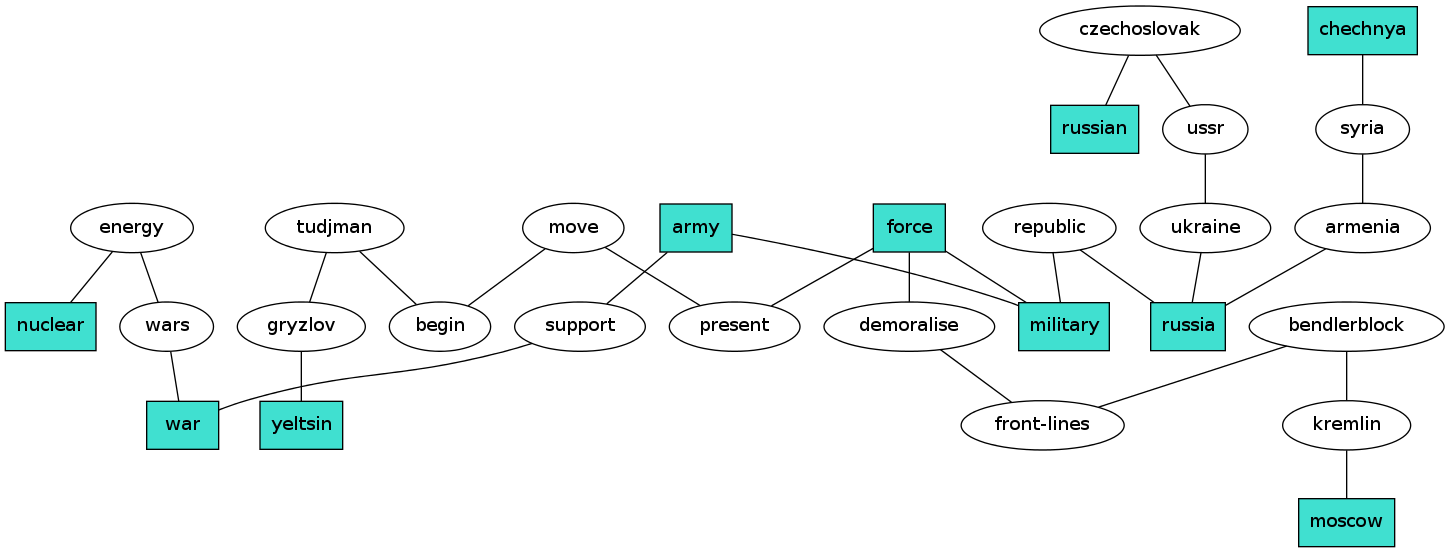 czechoslovak
chechnya
russian
ussr
syria
energy
tudjman
move
army
force
republic
ukraine
armenia
nuclear
wars
gryzlov
begin
support
present
demoralise
military
russia
bendlerblock
war
yeltsin
front-lines
kremlin
moscow